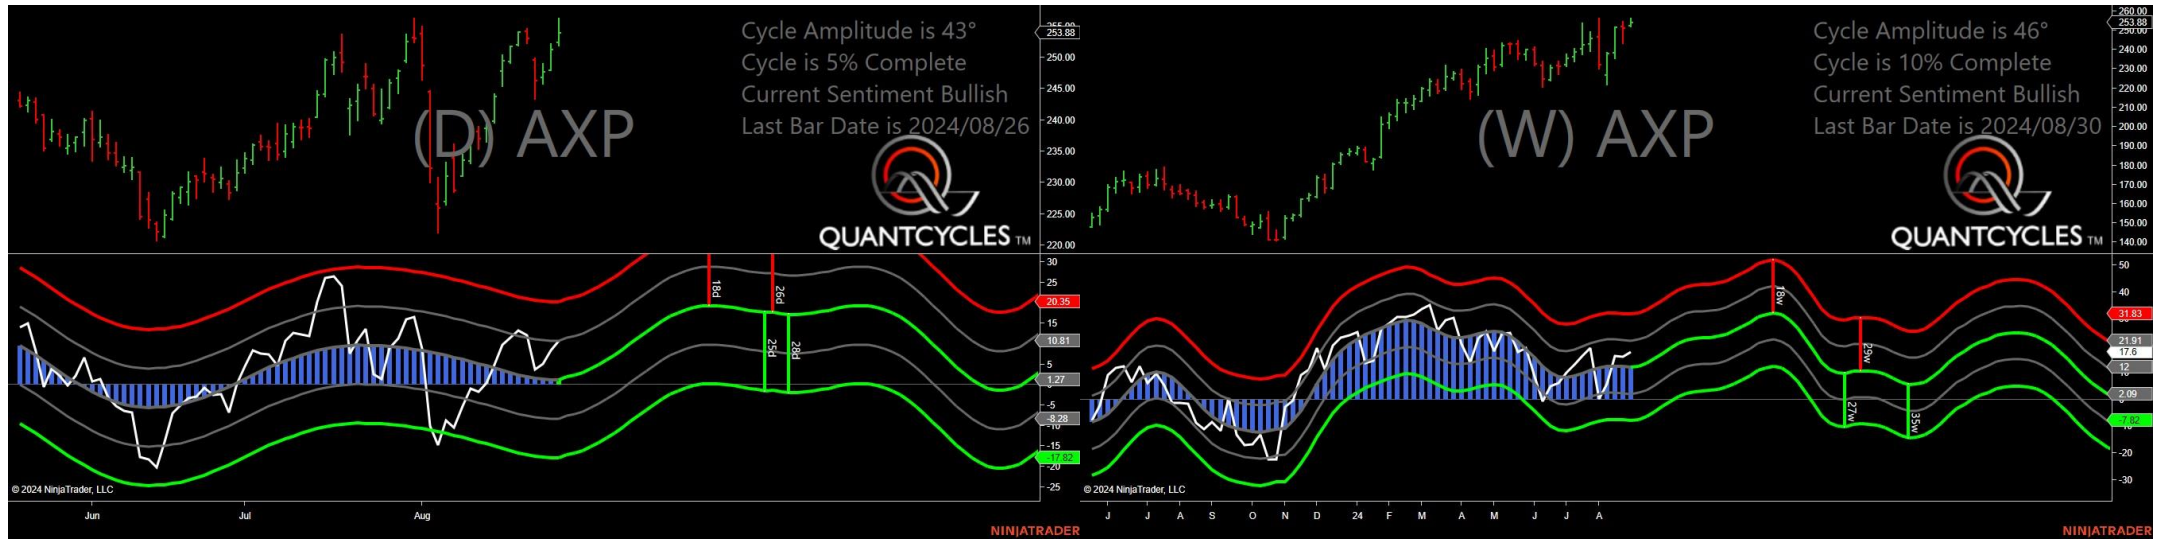 Cycle Amplitude is 43°
Cycle is 5% Complete
Current Sentiment Bullish
Last Bar Date is 2024/08/26
(D) AXP
QUANTCYCLES TM
253.88
250.00
245.00
240.00
235.00
230.00
225.00
220.00
30
25
20.35
15
10.81
5
1.27
-5
-8.28
-10
-15
-17.82
-20
-25
18d
26d
25d
28d
© 2024 NinjaTrader, LLC
Jun
Jul
Aug
NINJATRADER
Cycle Amplitude is 46°
Cycle is 10% Complete
Current Sentiment Bullish
Last Bar Date is 2024/08/30
(W) AXP
QUANTCYCLES TM
260.00
253.88
250.00
240.00
230.00
220.00
210.00
200.00
190.00
180.00
170.00
160.00
150.00
140.00
50
40
31.83
21.91
17.6
12
2.09
-7.82
-20
-30
18w
29w
27w
35w
© 2024 NinjaTrader, LLC
J
J
A
S
O
N
D
24
F
M
A
M
J
J
A
NINJATRADER